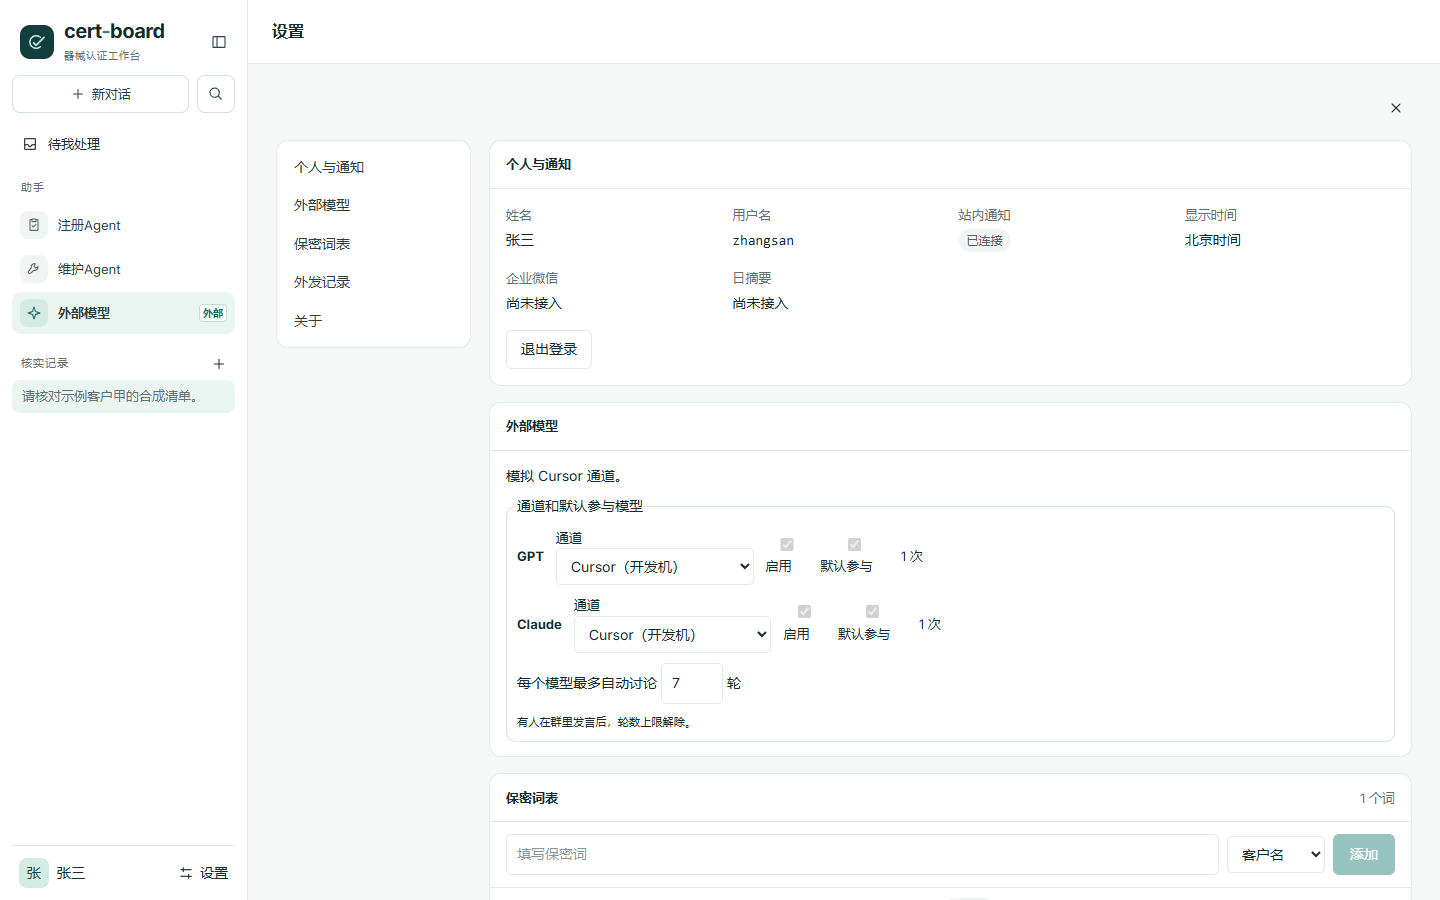 cert-board
器械认证工作台
新对话
待我处理
助手
注册Agent
维护Agent
外部模型
外部
核实记录
请核对示例客户甲的合成清单。
张
张三
设置
设置
个人与通知
外部模型
保密词表
外发记录
关于
个人与通知
姓名
用户名
站内通知
显示时间
张三
zhangsan
已连接
北京时间
企业微信
日摘要
尚未接入
尚未接入
退出登录
外部模型
模拟 Cursor 通道。
通道和默认参与模型
GPT
通道
Cursor（开发机）
启用
默认参与
1 次
Claude
通道
Cursor（开发机）
启用
默认参与
1 次
每个模型最多自动讨论 7 轮
有人在群里发言后，轮数上限解除。
保密词表
1 个词
填写保密词
客户名
添加